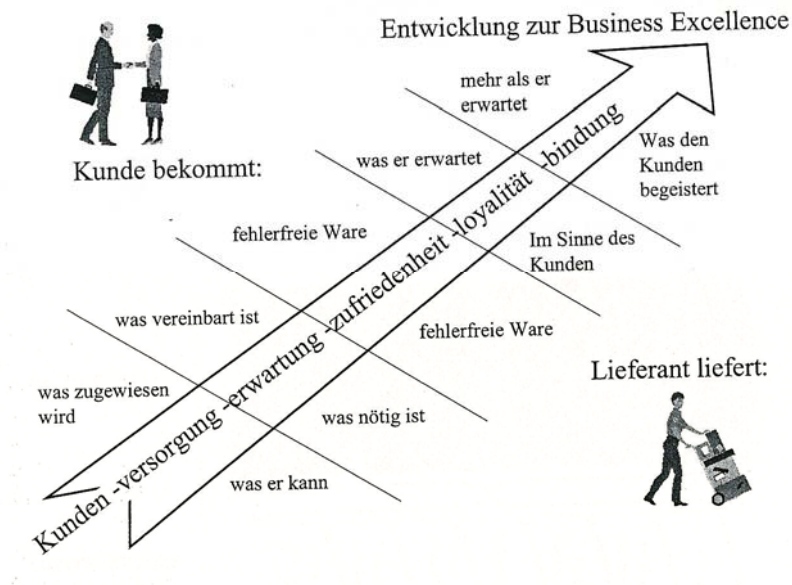 Entwicklung zur Business Excellence
mehr als er
erwartet
Was den
Kunden
begeistert
Kunde bekommt:
was er erwartet
fehlerfreie Ware
Im Sinne des
Kunden
was vereinbart ist
fehlerfreie Ware
Lieferant liefert:
was zugewiesen
wird
was nötig ist
was er kann
Kunden -versorgung -erwartung -zufriedenheit -loyalität -bindung